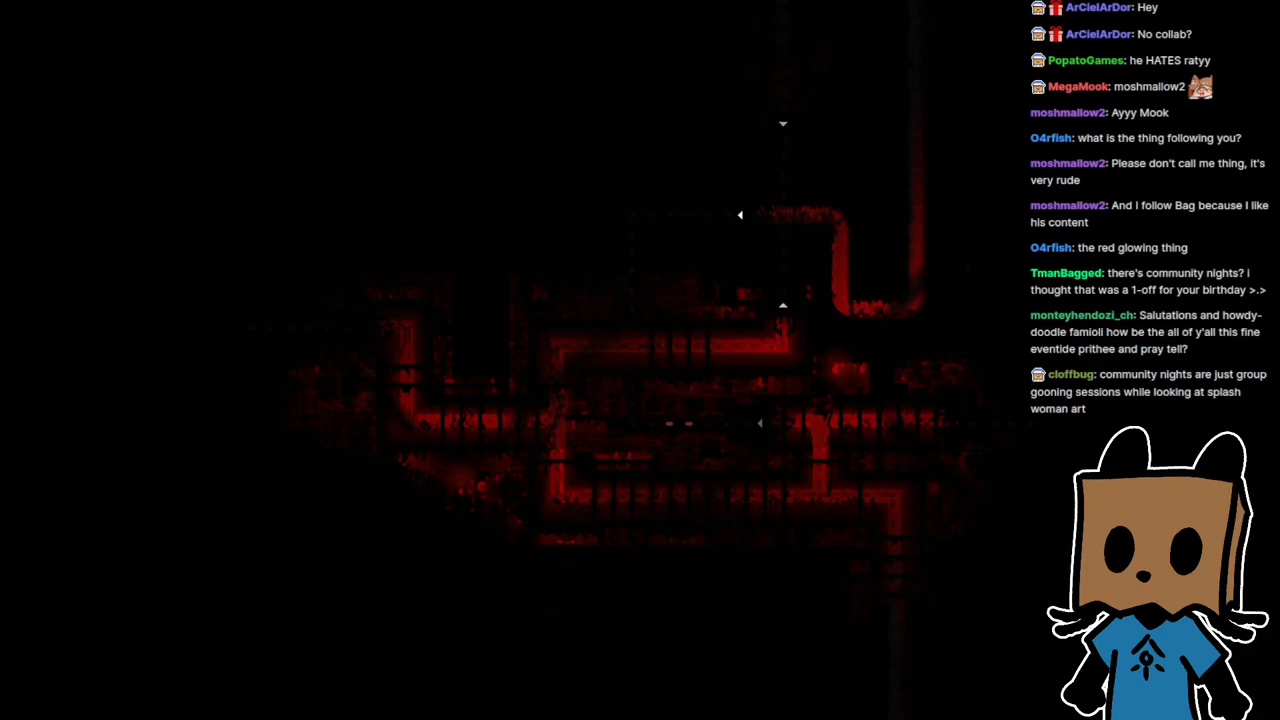 ArCielArDor: Hey
ArCielArDor: No collab?
PopatoGames: he HATES ratyy
MegaMook: moshmallow2
moshmallow2: Ayyy Mook
O4rfish: what is the thing following you?
moshmallow2: Please don't call me thing, it's
very rude
moshmallow2: And I follow Bag because I like
his content
O4rfish: the red glowing thing
TmanBagged: there's community nights? i
thought that was a 1-off for your birthday >.>
monteyhendozi_ch: Salutations and howdy-
doodle famioli how be the all of y'all this fine
eventide prithee and pray tell?
cloffbug: community nights are just group
gooning sessions while looking at splash
woman art